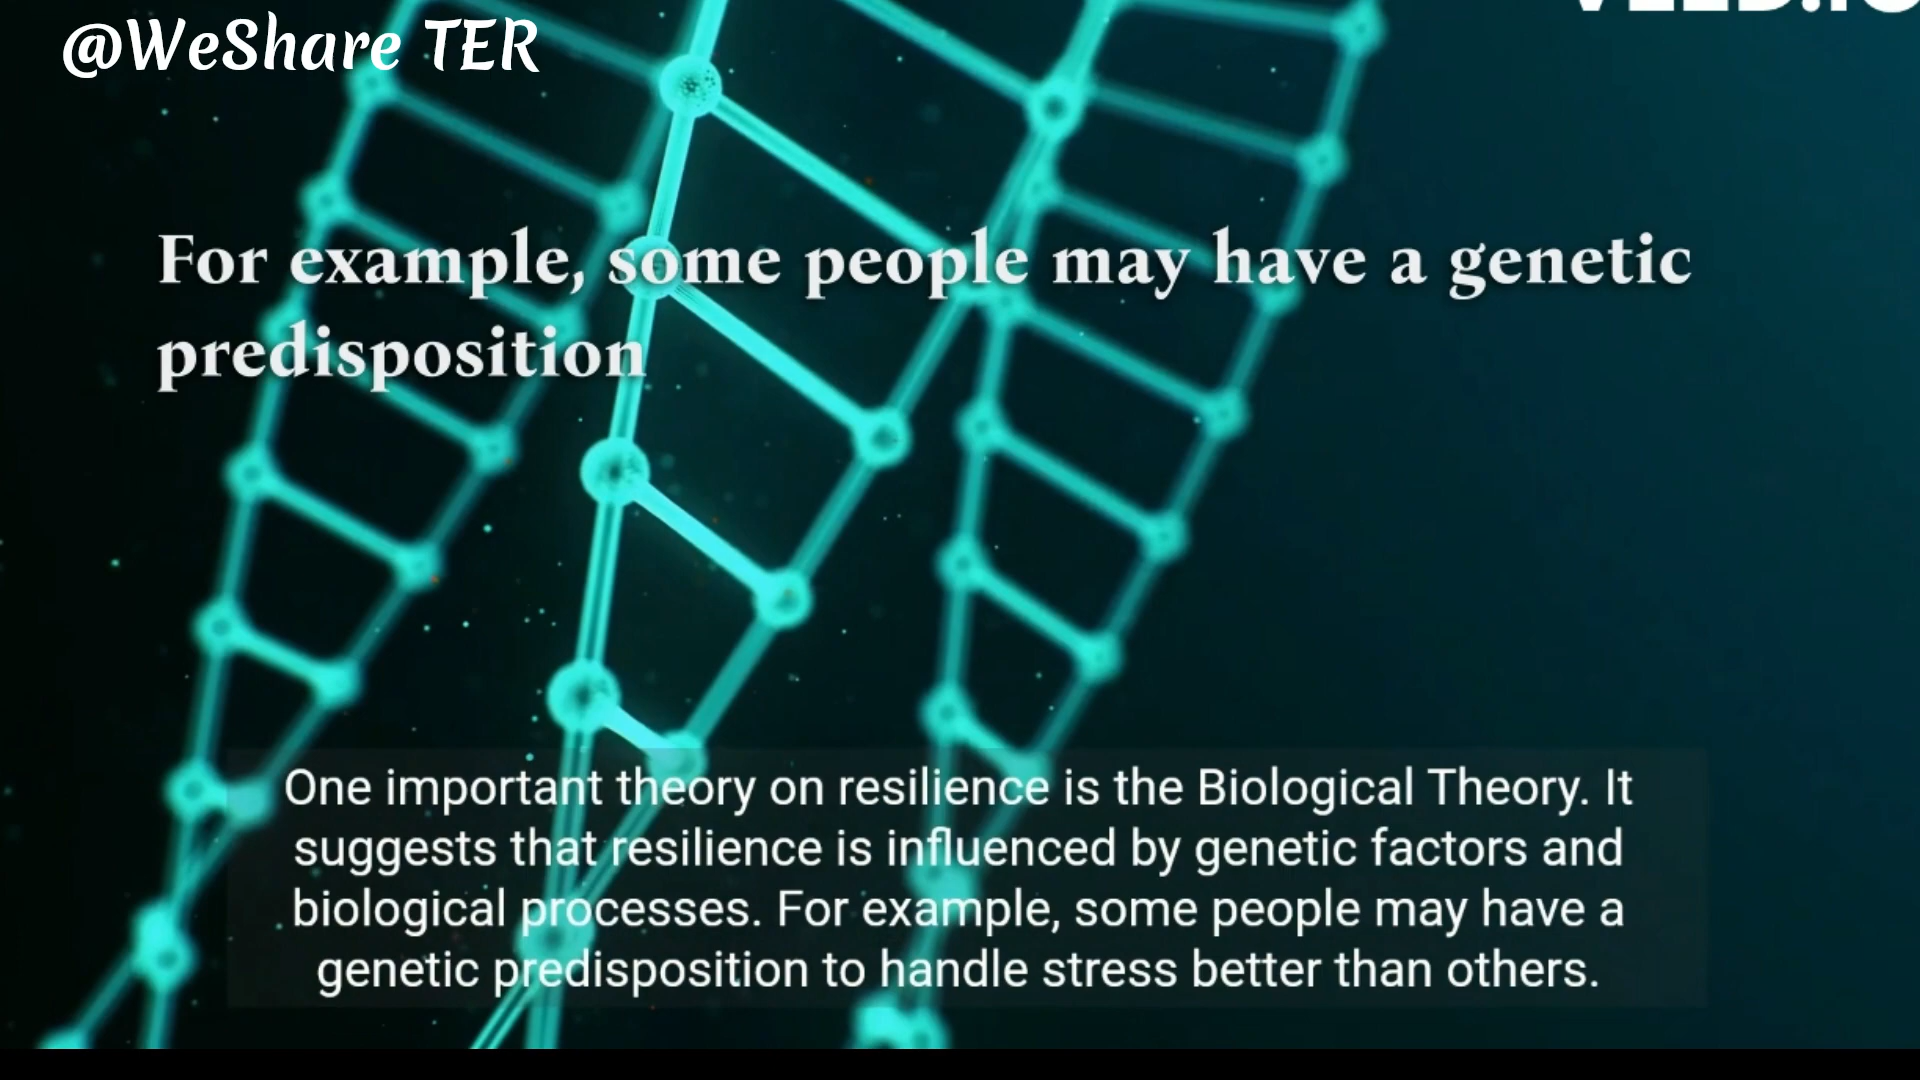 @WeShare TER
For example, some people may have a genetic
predisposition
One important theory on resilience is the Biological Theory. It
suggests that resilience is influenced by genetic factors and
biological processes. For example, some people may have a
genetic predisposition to handle stress better than others.